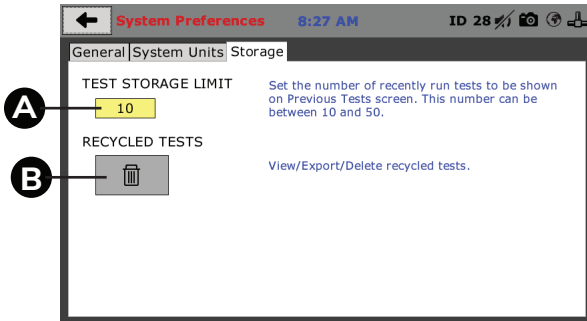 System Preferences 8:27 AM ID 28
General System Units Storage
TEST STORAGE LIMIT
10
Set the number of recently run tests to be shown
on Previous Tests screen. This number can be
between 10 and 50.
A
RECYCLED TESTS
View/Export/Delete recycled tests.
B